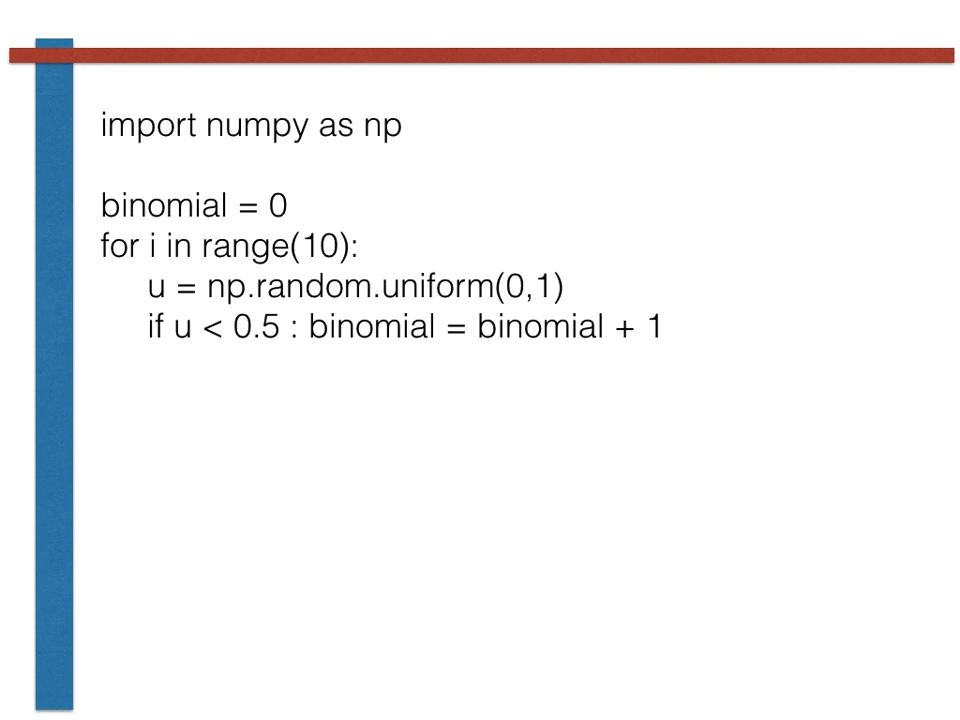 import numpy as np
binomial = 0
for i in range(10):
u = np.random.uniform(0,1)
if u < 0.5 : binomial = binomial + 1